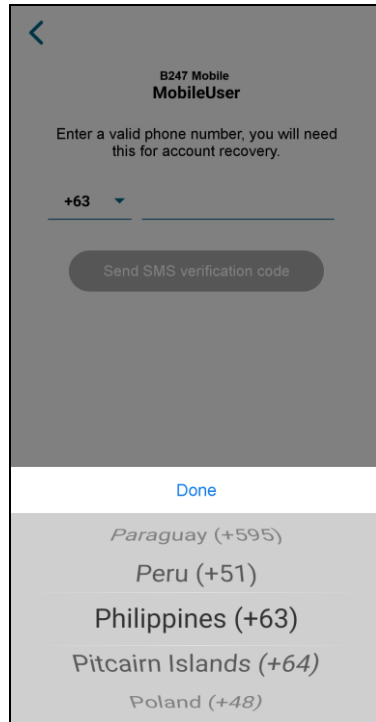 B247 Mobile
MobileUser
Enter a valid phone number, you will need
this for account recovery.
+63
Send SMS verification code
Done
Paraguay (+595)
Peru (+51)
Philippines (+63)
Pitcairn Islands (+64)
Poland (+48)